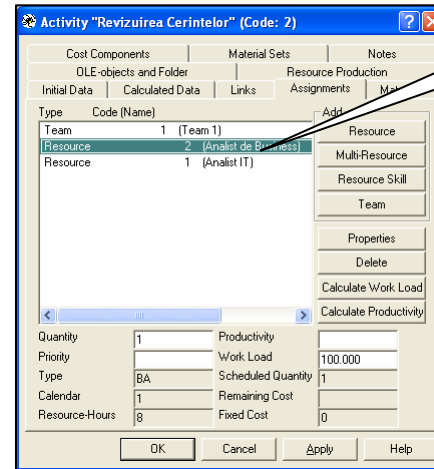 Activity "Revizuirea Cerintelor" (Code: 2) ?
Cost Components Material Sets Notes
OLE-objects and Folder Resource Production
Initial Data Calculated Data Links Assignments
Type Code (Name) Add
Team 1 (Team 1) Resource
Resource 2 (Analist de Business)
Resource 1 (Analist IT) Multi-Resource
Resource Skill
Team
Properties
Delete
Calculate Work Load
Calculate Productivity
Quantity 1 Productivity
Priority Work Load 100.000
Type BA Scheduled Quantity 1
Calendar 1 Remaining Cost
Resource-Hours 8 Fixed Cost 0
OK Cancel Apply Help